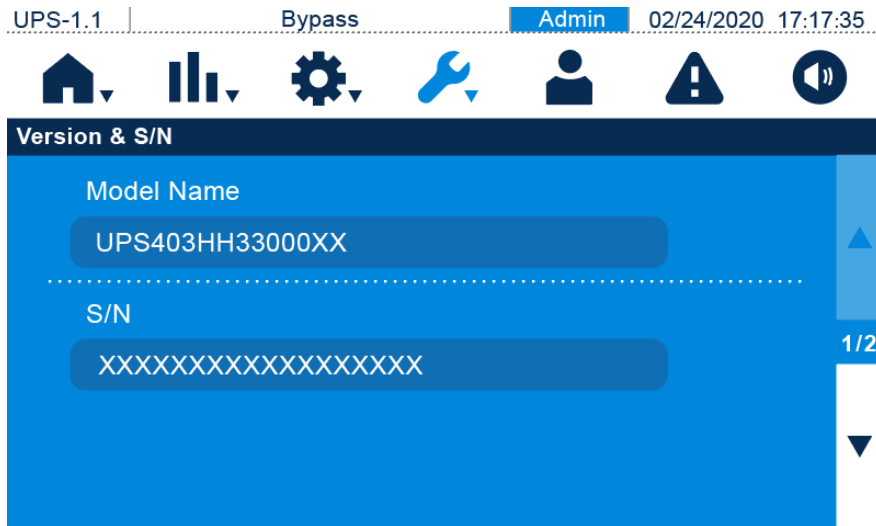 UPS-1.1 Bypass Admin 02/24/2020 17:17:35
Version & S/N
Model Name
UPS403HH33000XX
S/N
1/2
XXXXXXXXXXXXXXXXXX